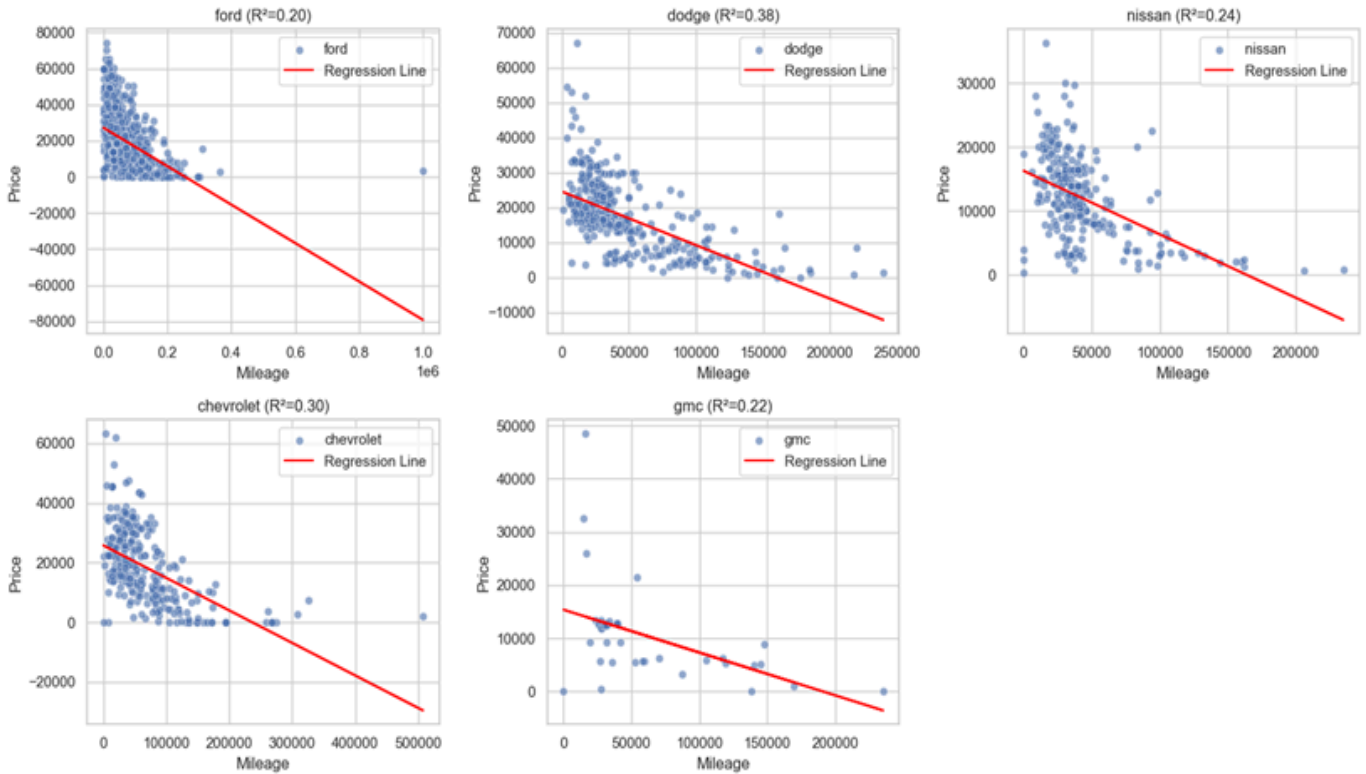 ford (R²=0.20)
80000
60000
40000
20000
0
−20000
−40000
−60000
−80000
Price
0.0 0.2 0.4 0.6 0.8 1.0
1e6
Mileage
ford
Regression Line
dodge (R²=0.38)
70000
60000
50000
40000
30000
20000
10000
0
−10000
Price
0 50000 100000 150000 200000 250000
Mileage
dodge
Regression Line
nissan (R²=0.24)
30000
20000
10000
0
Price
0 50000 100000 150000 200000
Mileage
nissan
Regression Line
chevrolet (R²=0.30)
60000
40000
20000
0
−20000
Price
0 100000 200000 300000 400000 500000
Mileage
chevrolet
Regression Line
gmc (R²=0.22)
50000
40000
30000
20000
10000
0
Price
0 50000 100000 150000 200000
Mileage
gmc
Regression Line